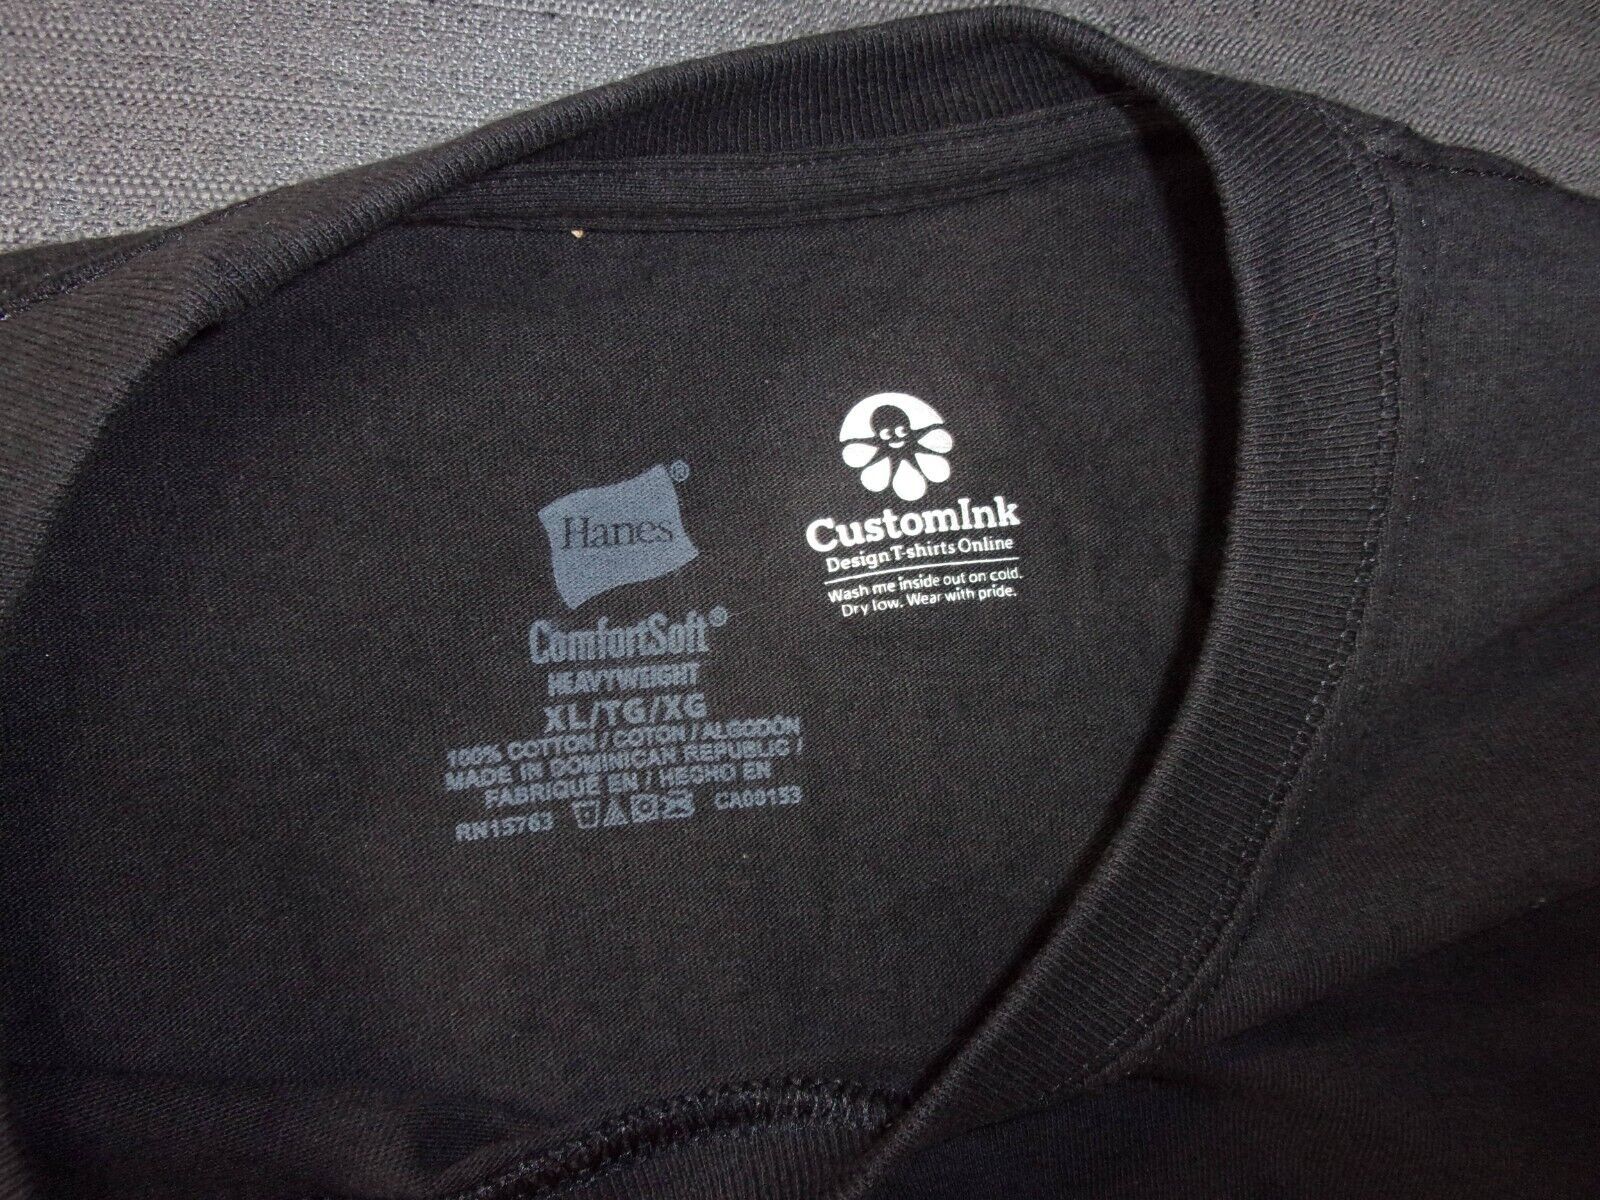 Hanes®
ComfortSoft®
HEAVYWEIGHT
XL/TG/XG
100% COTTON / COTON / ALGODÓN
MADE IN DOMINICAN REPUBLIC /
FABRIQUE EN / HECHO EN
RN15763 CA00153
CustomInk
Design T-shirts Online
Wash me inside out on cold.
Dry low. Wear with pride.